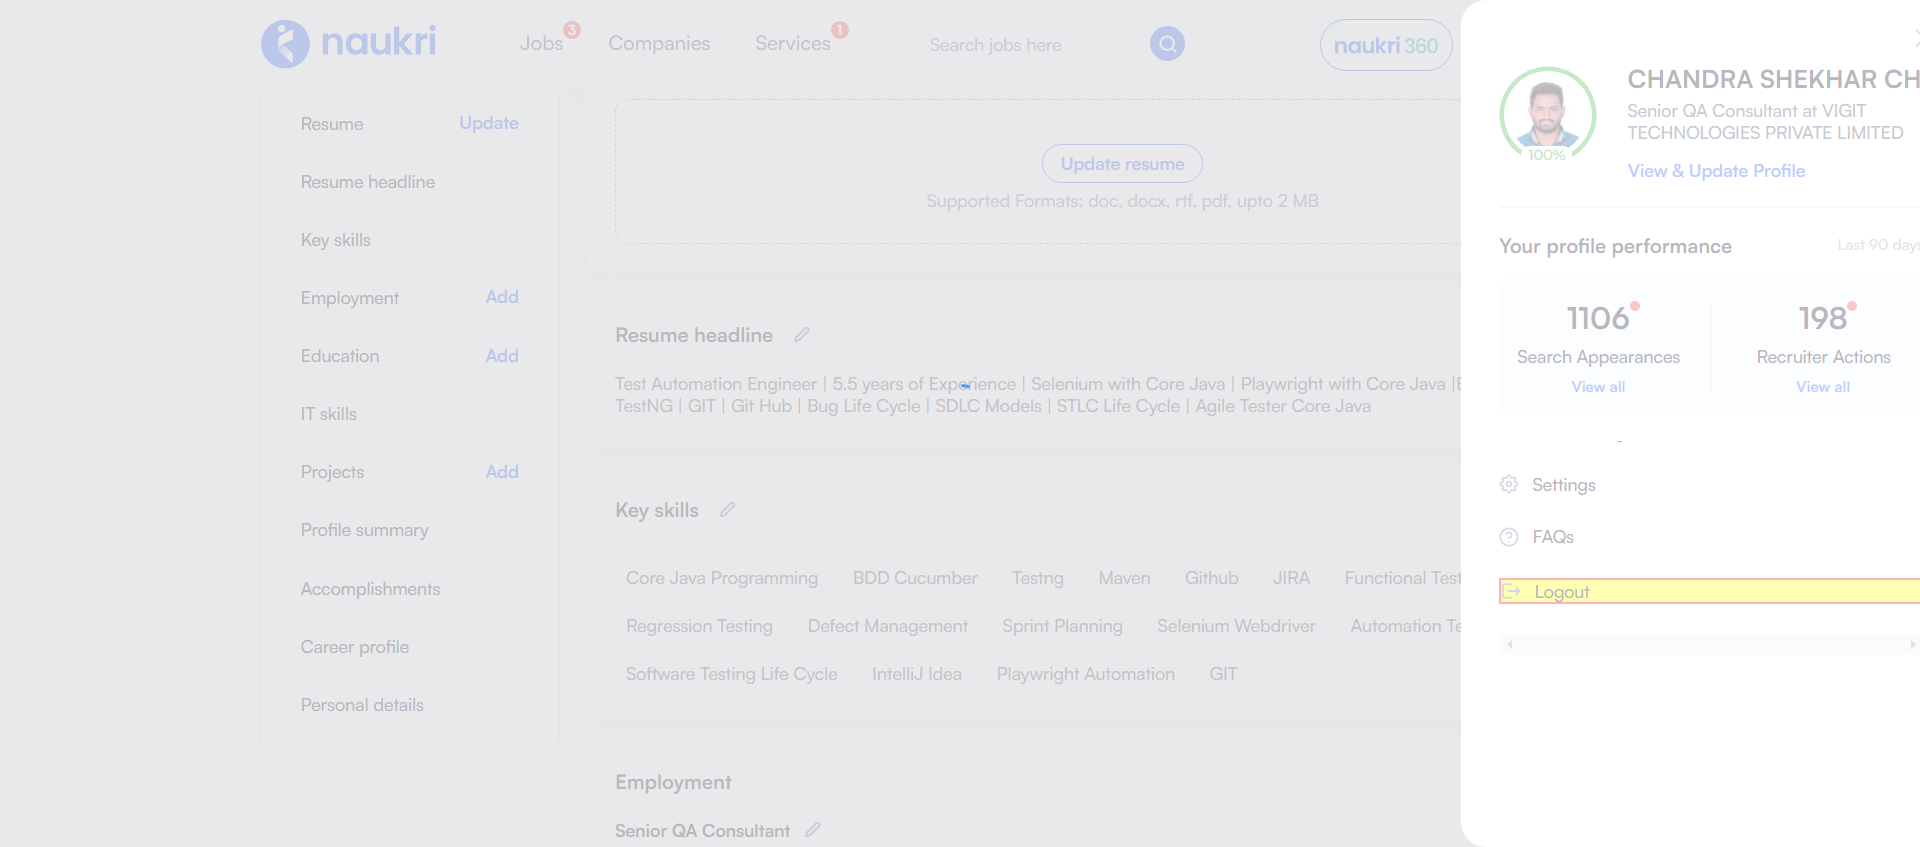 naukri
Jobs 3
Companies
Services 1
Search jobs here
naukri 360
Resume Update
Resume headline
Key skills
Employment Add
Education Add
IT skills
Projects Add
Profile summary
Accomplishments
Career profile
Personal details
Update resume
Supported Formats: doc, docx, rtf, pdf, upto 2 MB
Resume headline
Test Automation Engineer | 5.5 years of Experience | Selenium with Core Java | Playwright with Core Java |
TestNG | GIT | Git Hub | Bug Life Cycle | SDLC Models | STLC Life Cycle | Agile Tester Core Java
Key skills
Core Java Programming BDD Cucumber Testng Maven Github JIRA Functional Test
Regression Testing Defect Management Sprint Planning Selenium Webdriver Automation Te
Software Testing Life Cycle IntelliJ Idea Playwright Automation GIT
Employment
Senior QA Consultant
CHANDRA SHEKHAR CH
Senior QA Consultant at VIGIT
TECHNOLOGIES PRIVATE LIMITED
100%
View & Update Profile
Your profile performance Last 90 days
1106 198
Search Appearances Recruiter Actions
View all View all
Settings
FAQs
Logout